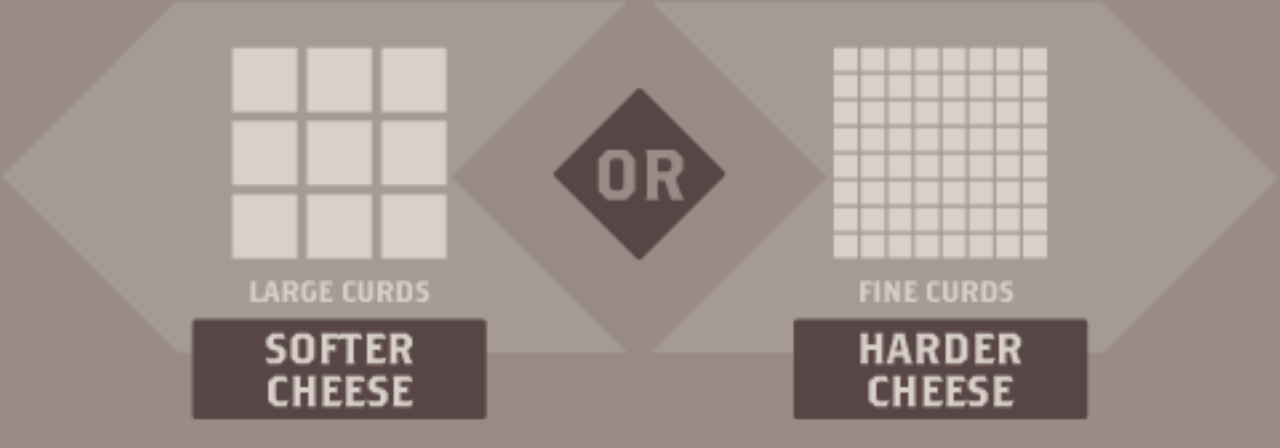 OR
LARGE CURDS
SOFTER
CHEESE
FINE CURDS
HARDER
CHEESE